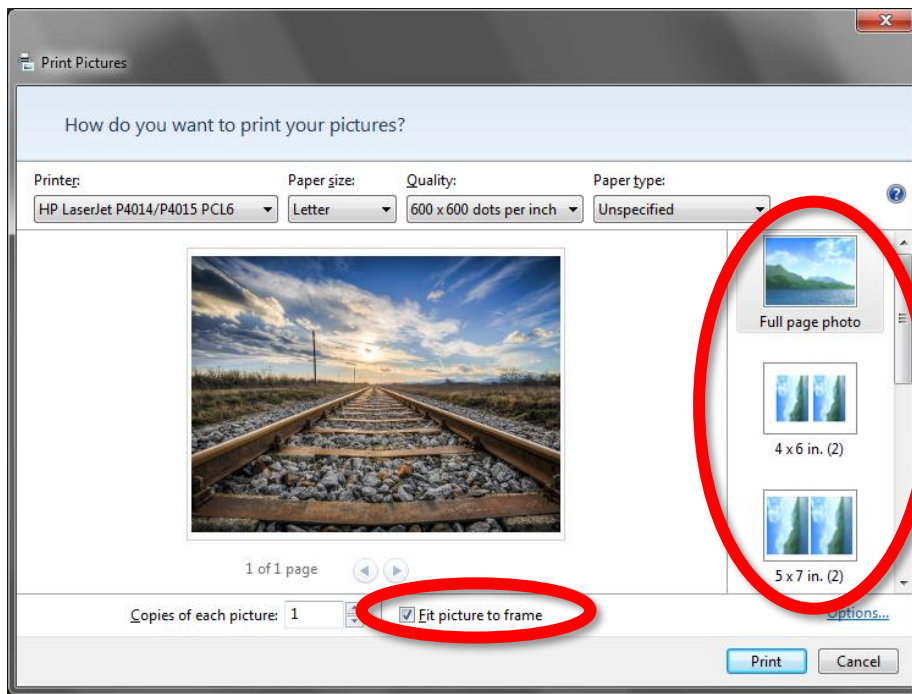 Print Pictures
How do you want to print your pictures?
Printer: Paper size: Quality: Paper type:
HP LaserJet P4014/P4015 PCL6 Letter 600 x 600 dots per inch Unspecified
Full page photo
4 x 6 in. (2)
5 x 7 in. (2)
1 of 1 page
Copies of each picture: 1 Fit picture to frame Options...
Print Cancel